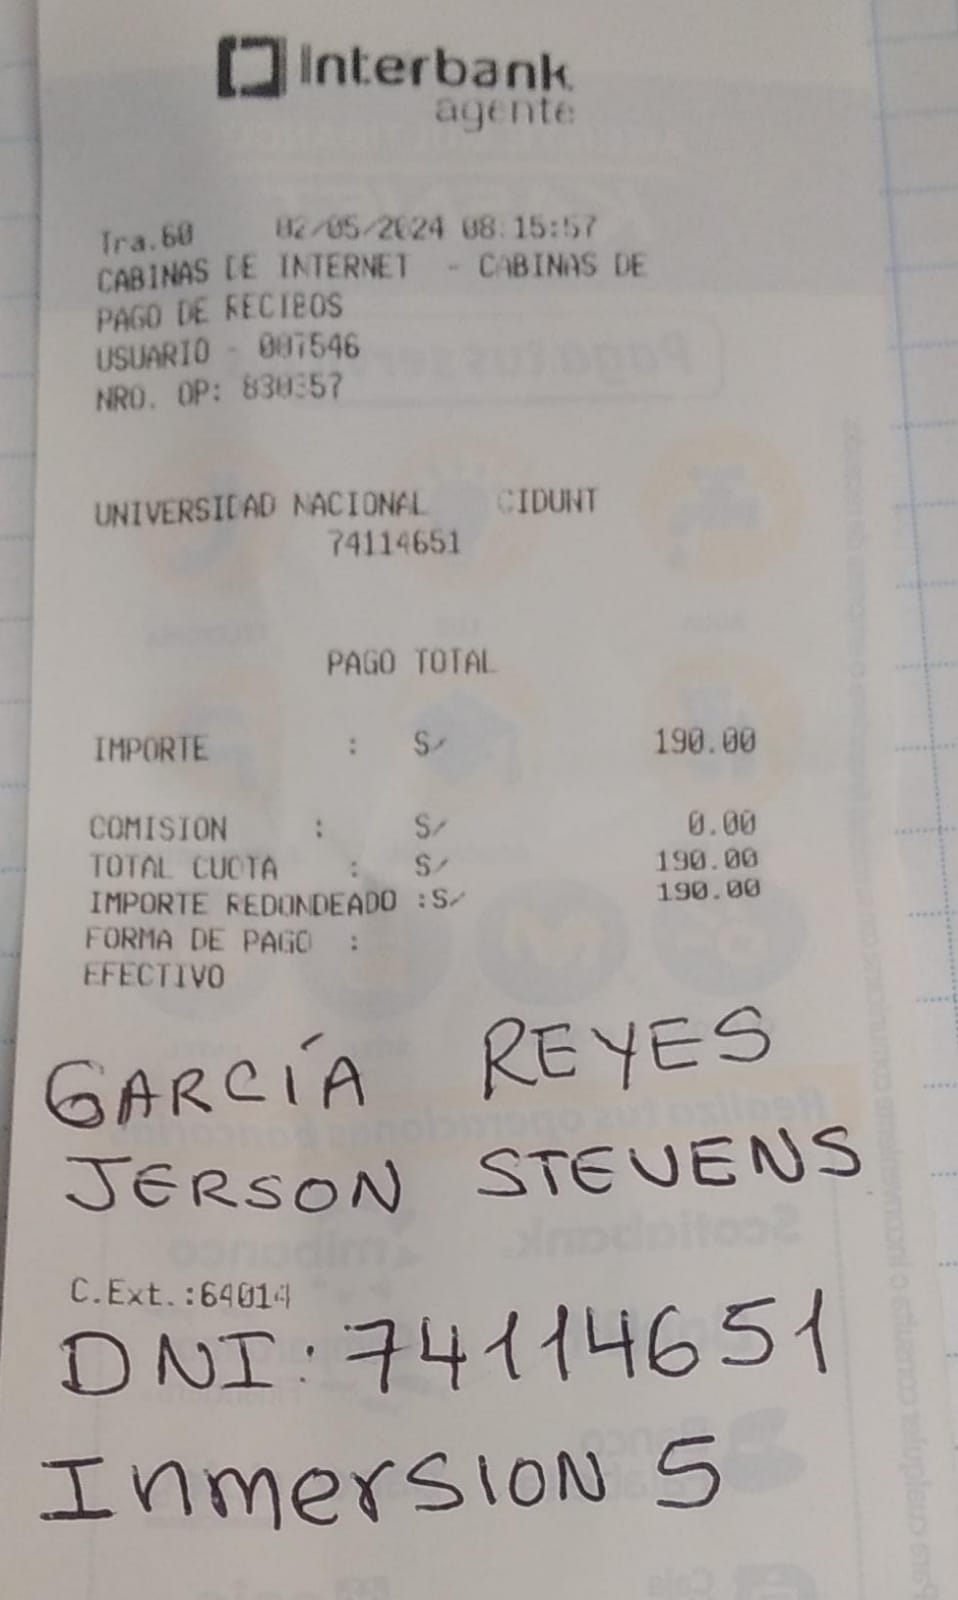 Interbank
agente
Tra.60 02/05/2024 08:15:57
CABINAS DE INTERNET - CABINAS DE
PAGO DE RECIBOS
USUARIO - 007546
NRO. OP: 830357
UNIVERSIDAD NACIONAL CIDUNT
74114651
PAGO TOTAL
IMPORTE : S/ 190.00
COMISION : S/ 0.00
TOTAL CUOTA : S/ 190.00
IMPORTE REDONDEADO :S/ 190.00
FORMA DE PAGO :
EFECTIVO
GARCÍA REYES
JERSON STEVENS
C.Ext.:64014
DNI: 74114651
Inmersion 5